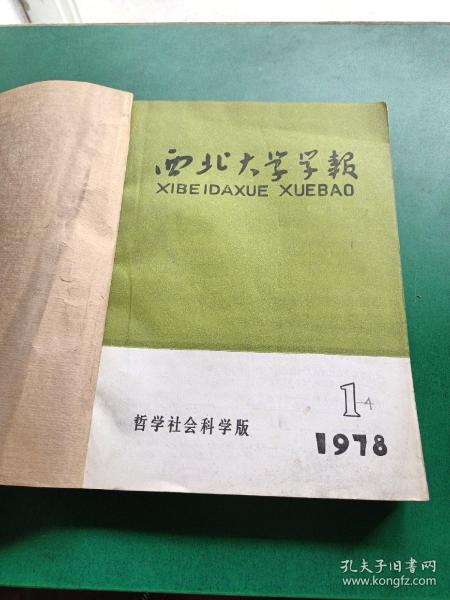 西北大学学報
XIBEIDAXUE XUEBAO
1-4
哲学社会科学版
1978
孔夫子旧书网
www.kongfz.com